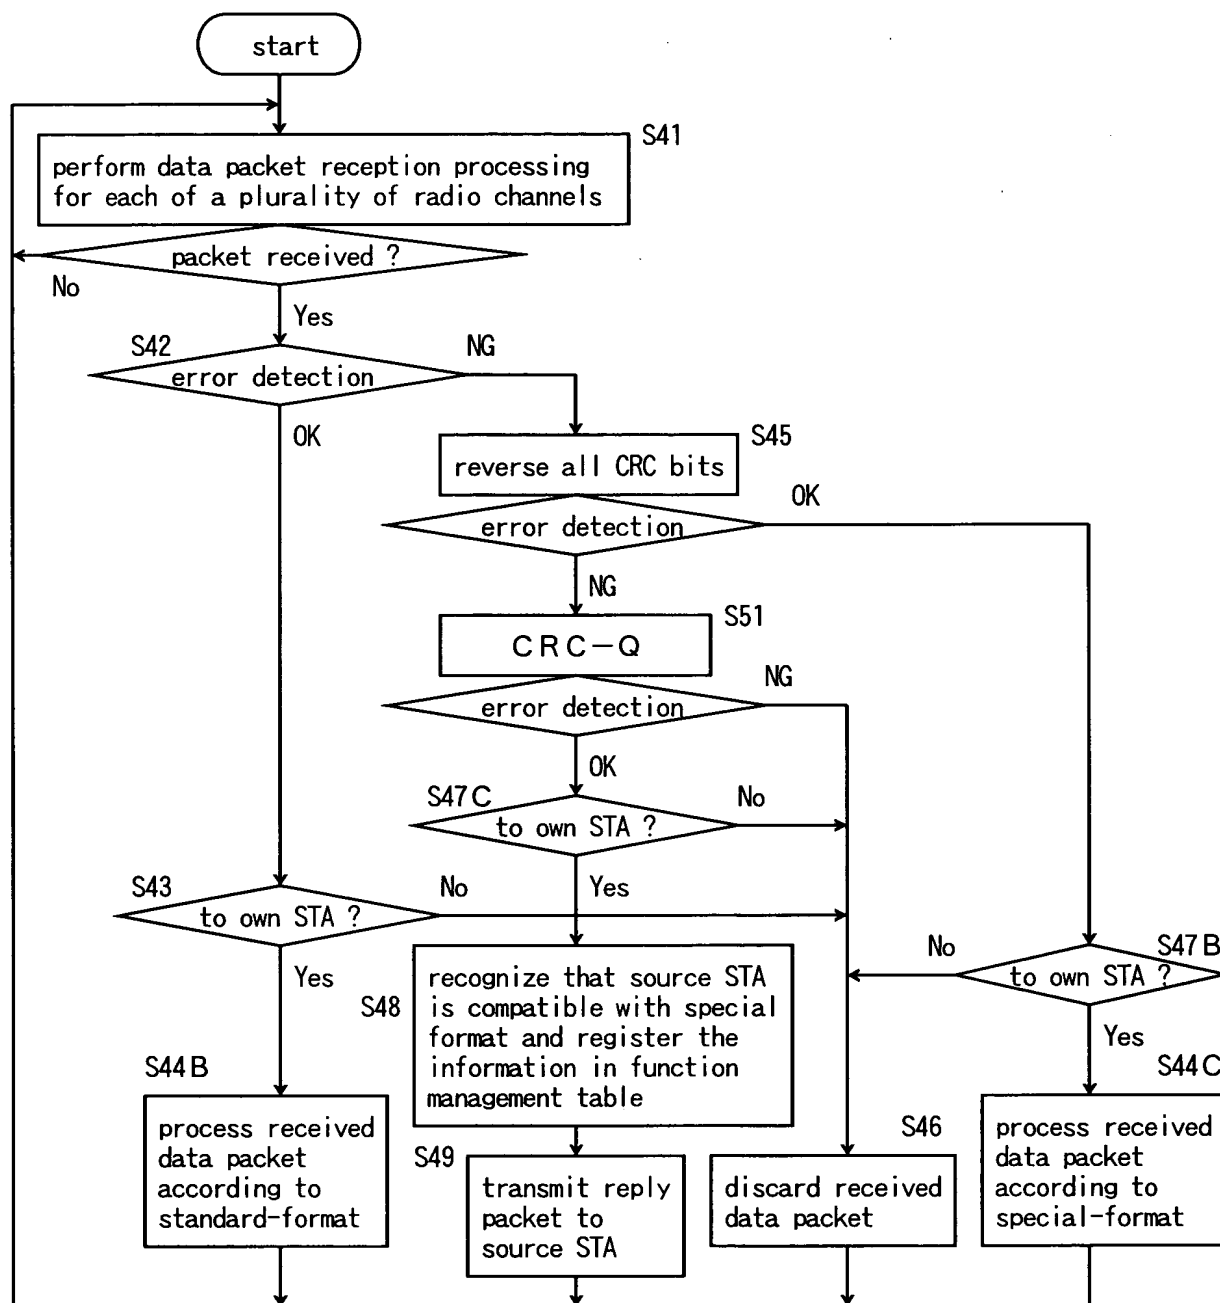 start
S41
perform data packet reception processing
for each of a plurality of radio channels
packet received ?
No
Yes
S42
NG
error detection
OK
S45
reverse all CRC bits
OK
error detection
NG
S51
CRC-Q
NG
error detection
OK
S47C
No
to own STA ?
S43
No
Yes
to own STA ?
No
S47B
to own STA ?
Yes
S48
recognize that source STA
is compatible with special
format and register the
information in function
management table
Yes
S44B
S44C
process received
data packet
according to
standard-format
S49
transmit reply
packet to
source STA
S46
discard received
data packet
process received
data packet
according to
special-format